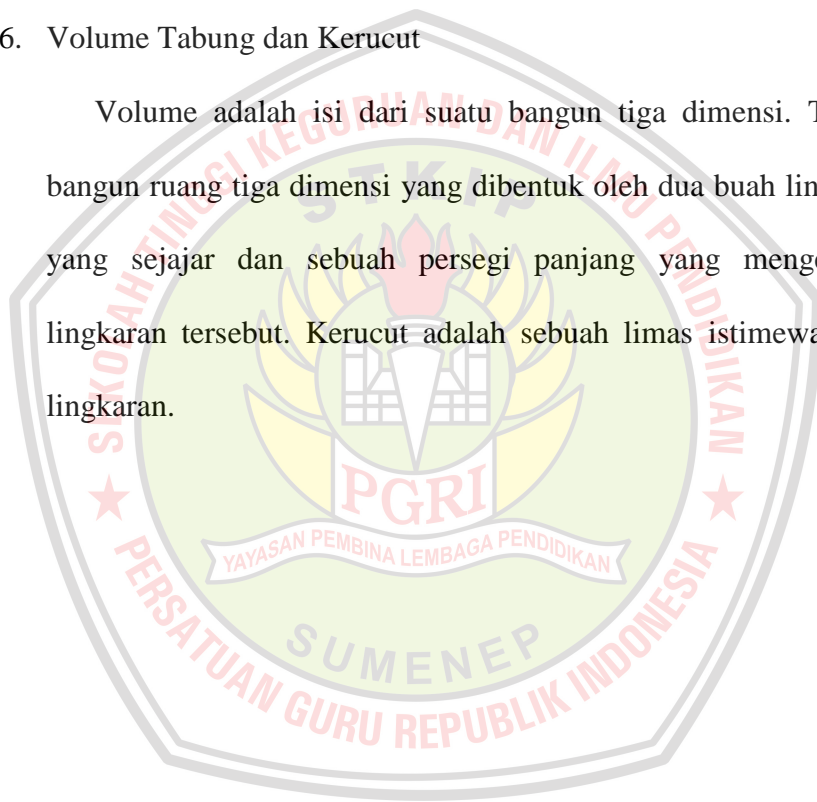 6. Volume Tabung dan Kerucut
Volume adalah isi dari suatu bangun tiga dimensi. T
bangun ruang tiga dimensi yang dibentuk oleh dua buah lin
yang sejajar dan sebuah persegi panjang yang menge
lingkaran tersebut. Kerucut adalah sebuah limas istimewa
lingkaran.
SEKOLAH TINGGI KEGURUAN DAN ILMU PENDIDIKAN
STKIP
PGRI
YAYASAN PEMBINA LEMBAGA PENDIDIKAN
SUMENEP
PERSATUAN GURU REPUBLIK INDONESIA